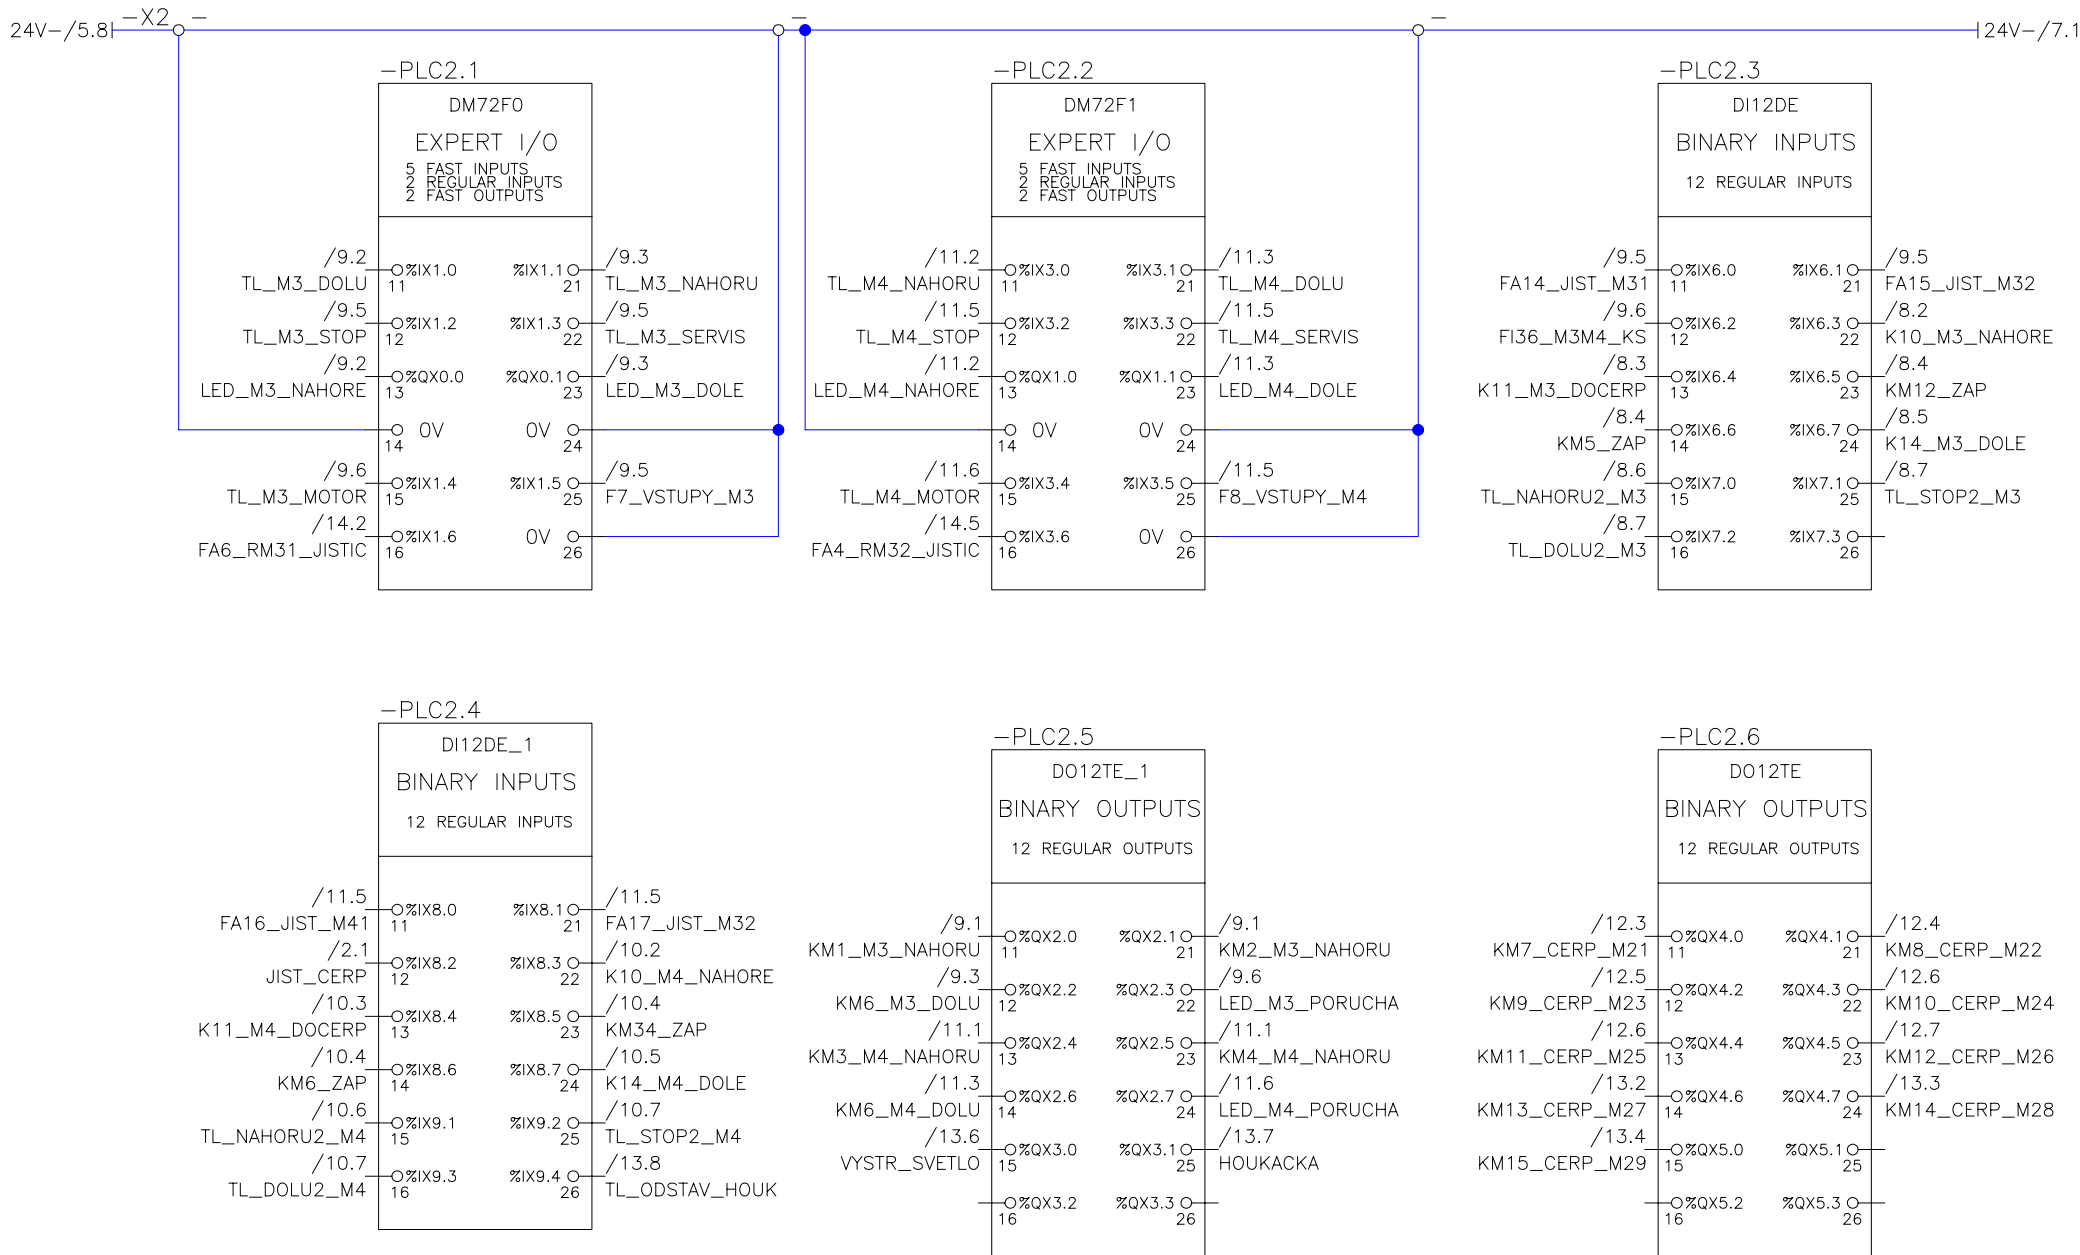 24V-/5.8 -X2 - - - 24V-/7.1
-PLC2.1
DM72F0
EXPERT I/O
5 FAST INPUTS
2 REGULAR INPUTS
2 FAST OUTPUTS
/9.2 /9.3
%IX1.0 %IX1.1
TL_M3_DOLU 11 21 TL_M3_NAHORU
/9.5 /9.5
%IX1.2 %IX1.3
TL_M3_STOP 12 22 TL_M3_SERVIS
/9.2 /9.3
%QX0.0 %QX0.1
LED_M3_NAHORE 13 23 LED_M3_DOLE
0V 0V
14 24
/9.6 /9.5
%IX1.4 %IX1.5
TL_M3_MOTOR 15 25 F7_VSTUPY_M3
/14.2
%IX1.6 0V
FA6_RM31_JISTIC 16 26
-PLC2.2
DM72F1
EXPERT I/O
5 FAST INPUTS
2 REGULAR INPUTS
2 FAST OUTPUTS
/11.2 /11.3
%IX3.0 %IX3.1
TL_M4_NAHORU 11 21 TL_M4_DOLU
/11.5 /11.5
%IX3.2 %IX3.3
TL_M4_STOP 12 22 TL_M4_SERVIS
/11.2 /11.3
%QX1.0 %QX1.1
LED_M4_NAHORE 13 23 LED_M4_DOLE
0V 0V
14 24
/11.6 /11.5
%IX3.4 %IX3.5
TL_M4_MOTOR 15 25 F8_VSTUPY_M4
/14.5
%IX3.6 0V
FA4_RM32_JISTIC 16 26
-PLC2.3
DI12DE
BINARY INPUTS
12 REGULAR INPUTS
/9.5 /9.5
%IX6.0 %IX6.1
FA14_JIST_M31 11 21 FA15_JIST_M32
/9.6 /8.2
%IX6.2 %IX6.3
FI36_M3M4_KS 12 22 K10_M3_NAHORE
/8.3 /8.4
%IX6.4 %IX6.5
K11_M3_DOCERP 13 23 KM12_ZAP
/8.4 /8.5
%IX6.6 %IX6.7
KM5_ZAP 14 24 K14_M3_DOLE
/8.6 /8.7
%IX7.0 %IX7.1
TL_NAHORU2_M3 15 25 TL_STOP2_M3
/8.7
%IX7.2 %IX7.3
TL_DOLU2_M3 16 26
-PLC2.4
DI12DE_1
BINARY INPUTS
12 REGULAR INPUTS
/11.5 /11.5
%IX8.0 %IX8.1
FA16_JIST_M41 11 21 FA17_JIST_M32
/2.1 /10.2
%IX8.2 %IX8.3
JIST_CERP 12 22 K10_M4_NAHORE
/10.3 /10.4
%IX8.4 %IX8.5
K11_M4_DOCERP 13 23 KM34_ZAP
/10.4 /10.5
%IX8.6 %IX8.7
KM6_ZAP 14 24 K14_M4_DOLE
/10.6 /10.7
%IX9.1 %IX9.2
TL_NAHORU2_M4 15 25 TL_STOP2_M4
/10.7 /13.8
%IX9.3 %IX9.4
TL_DOLU2_M4 16 26 TL_ODSTAV_HOUK
-PLC2.5
DO12TE_1
BINARY OUTPUTS
12 REGULAR OUTPUTS
/9.1 /9.1
%QX2.0 %QX2.1
KM1_M3_NAHORU 11 21 KM2_M3_NAHORU
/9.3 /9.6
%QX2.2 %QX2.3
KM6_M3_DOLU 12 22 LED_M3_PORUCHA
/11.1 /11.1
%QX2.4 %QX2.5
KM3_M4_NAHORU 13 23 KM4_M4_NAHORU
/11.3 /11.6
%QX2.6 %QX2.7
KM6_M4_DOLU 14 24 LED_M4_PORUCHA
/13.6 /13.7
%QX3.0 %QX3.1
VYSTR_SVETLO 15 25 HOUKACKA
%QX3.2 %QX3.3
16 26
-PLC2.6
DO12TE
BINARY OUTPUTS
12 REGULAR OUTPUTS
/12.3 /12.4
%QX4.0 %QX4.1
KM7_CERP_M21 11 21 KM8_CERP_M22
/12.5 /12.6
%QX4.2 %QX4.3
KM9_CERP_M23 12 22 KM10_CERP_M24
/12.6 /12.7
%QX4.4 %QX4.5
KM11_CERP_M25 13 23 KM12_CERP_M26
/13.2 /13.3
%QX4.6 %QX4.7
KM13_CERP_M27 14 24 KM14_CERP_M28
/13.4
%QX5.0 %QX5.1
KM15_CERP_M29 15 25
%QX5.2 %QX5.3
16 26